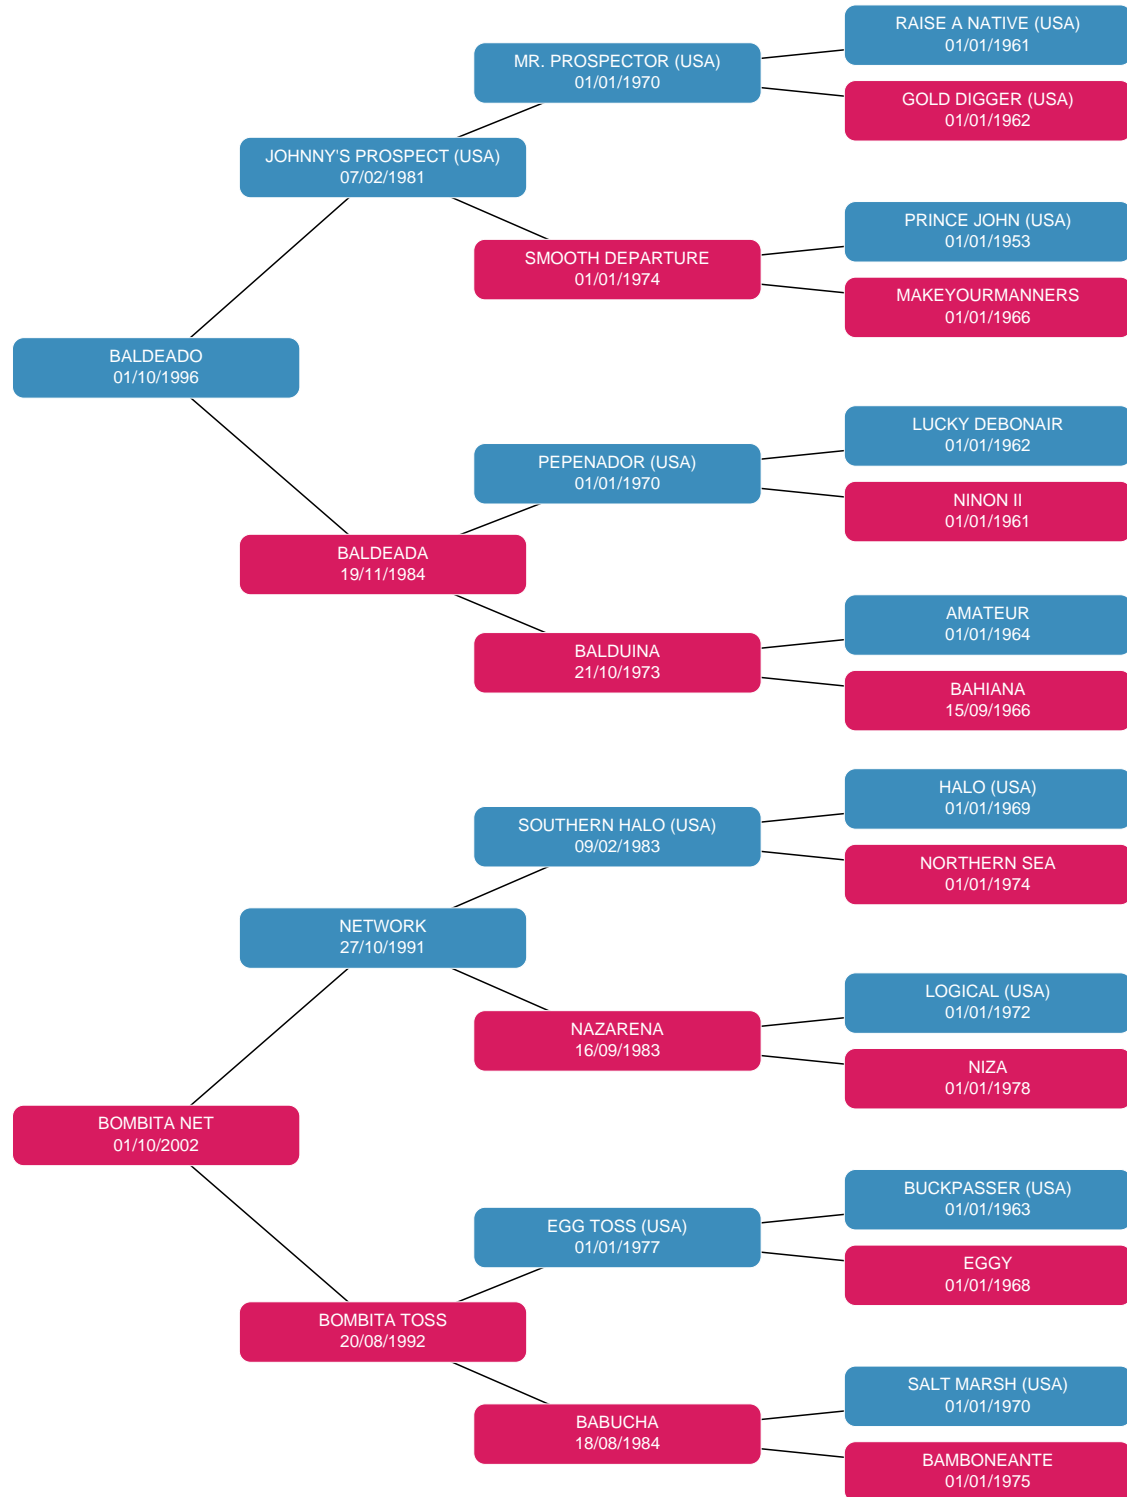 RAISE A NATIVE (USA)
01/01/1961
MR. PROSPECTOR (USA)
01/01/1970
GOLD DIGGER (USA)
01/01/1962
JOHNNY'S PROSPECT (USA)
07/02/1981
PRINCE JOHN (USA)
01/01/1953
SMOOTH DEPARTURE
01/01/1974
MAKEYOURMANNERS
01/01/1966
BALDEADO
01/10/1996
LUCKY DEBONAIR
01/01/1962
PEPENADOR (USA)
01/01/1970
NINON II
01/01/1961
BALDEADA
19/11/1984
AMATEUR
01/01/1964
BALDUINA
21/10/1973
BAHIANA
15/09/1966
HALO (USA)
01/01/1969
SOUTHERN HALO (USA)
09/02/1983
NORTHERN SEA
01/01/1974
NETWORK
27/10/1991
LOGICAL (USA)
01/01/1972
NAZARENA
16/09/1983
NIZA
01/01/1978
BOMBITA NET
01/10/2002
BUCKPASSER (USA)
01/01/1963
EGG TOSS (USA)
01/01/1977
EGGY
01/01/1968
BOMBITA TOSS
20/08/1992
SALT MARSH (USA)
01/01/1970
BABUCHA
18/08/1984
BAMBONEANTE
01/01/1975